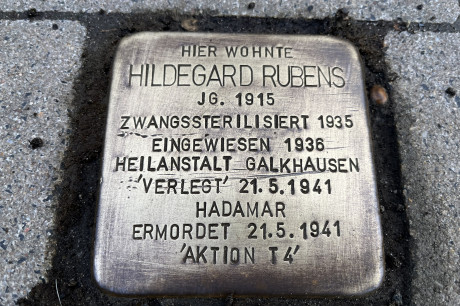 HIER WOHNTE
HILDEGARD RUBENS
JG. 1915
ZWANGSSTERILISIERT 1935
EINGEWIESEN 1936
HEILANSTALT GALKHAUSEN
'VERLEGT' 21.5.1941
HADAMAR
ERMORDET 21.5.1941
'AKTION T4'